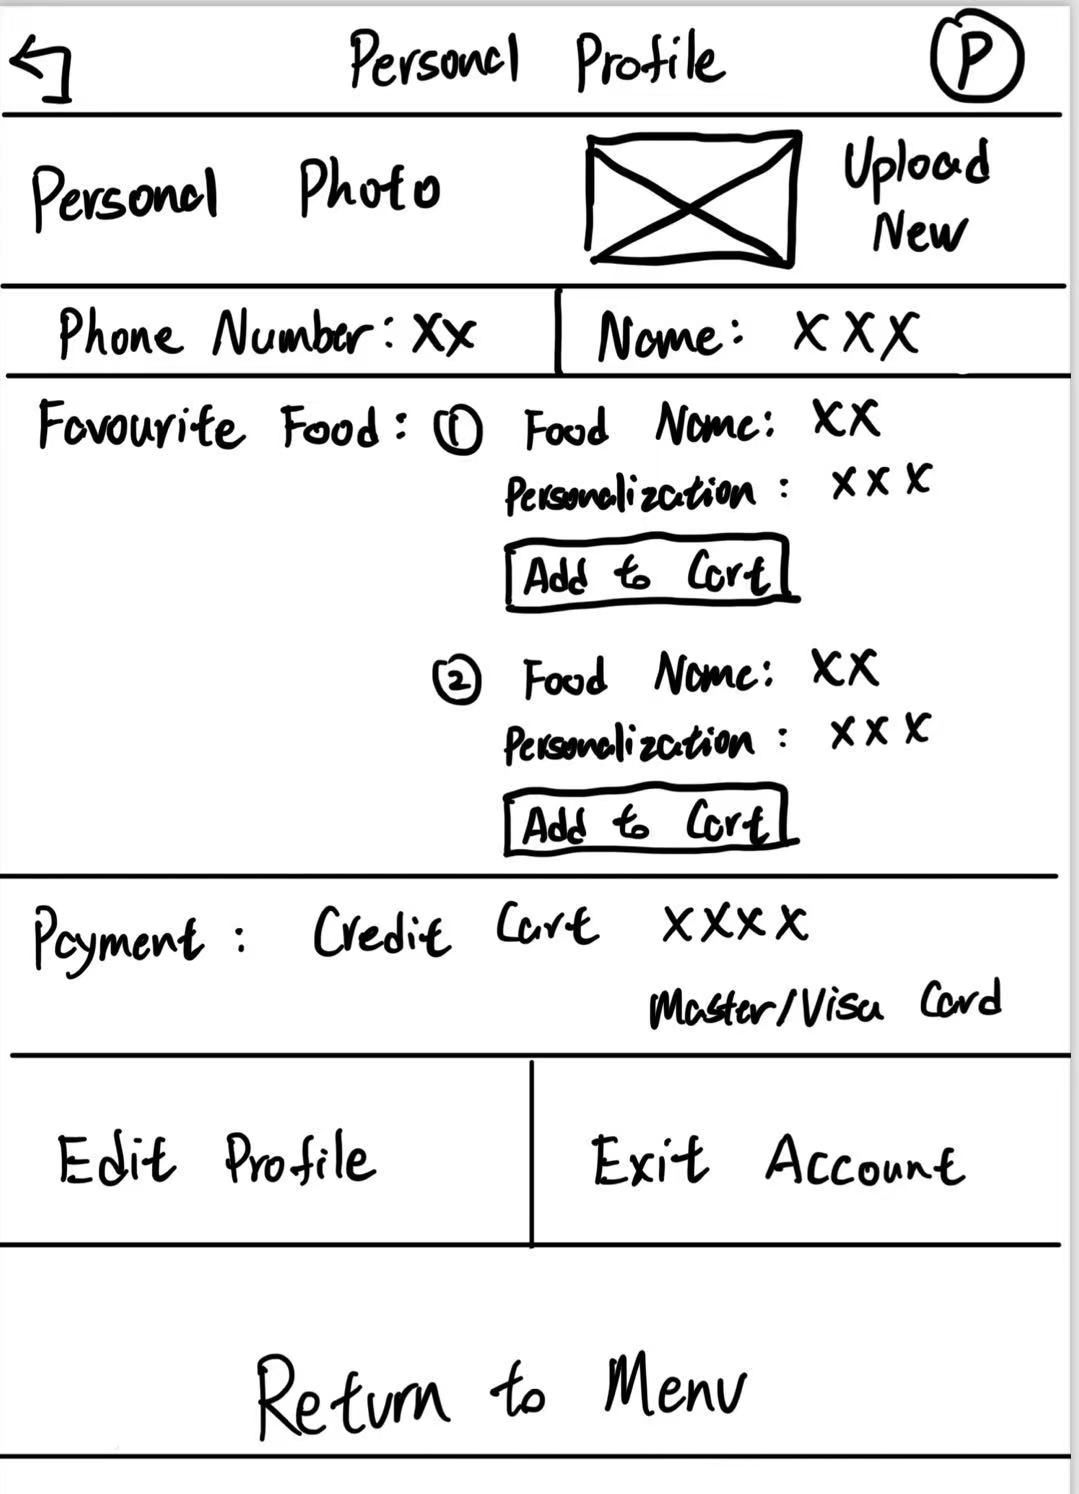 Personal Profile P
Personal Photo Upload
New
Phone Number: XX Name: XXX
Favourite Food: ① Food Name: XX
Personalization: XXX
Add to Cart
② Food Name: XX
Personalization: XXX
Add to Cart
Payment: Credit Cart XXXX
Master/Visa Card
Edit Profile Exit Account
Return to Menu